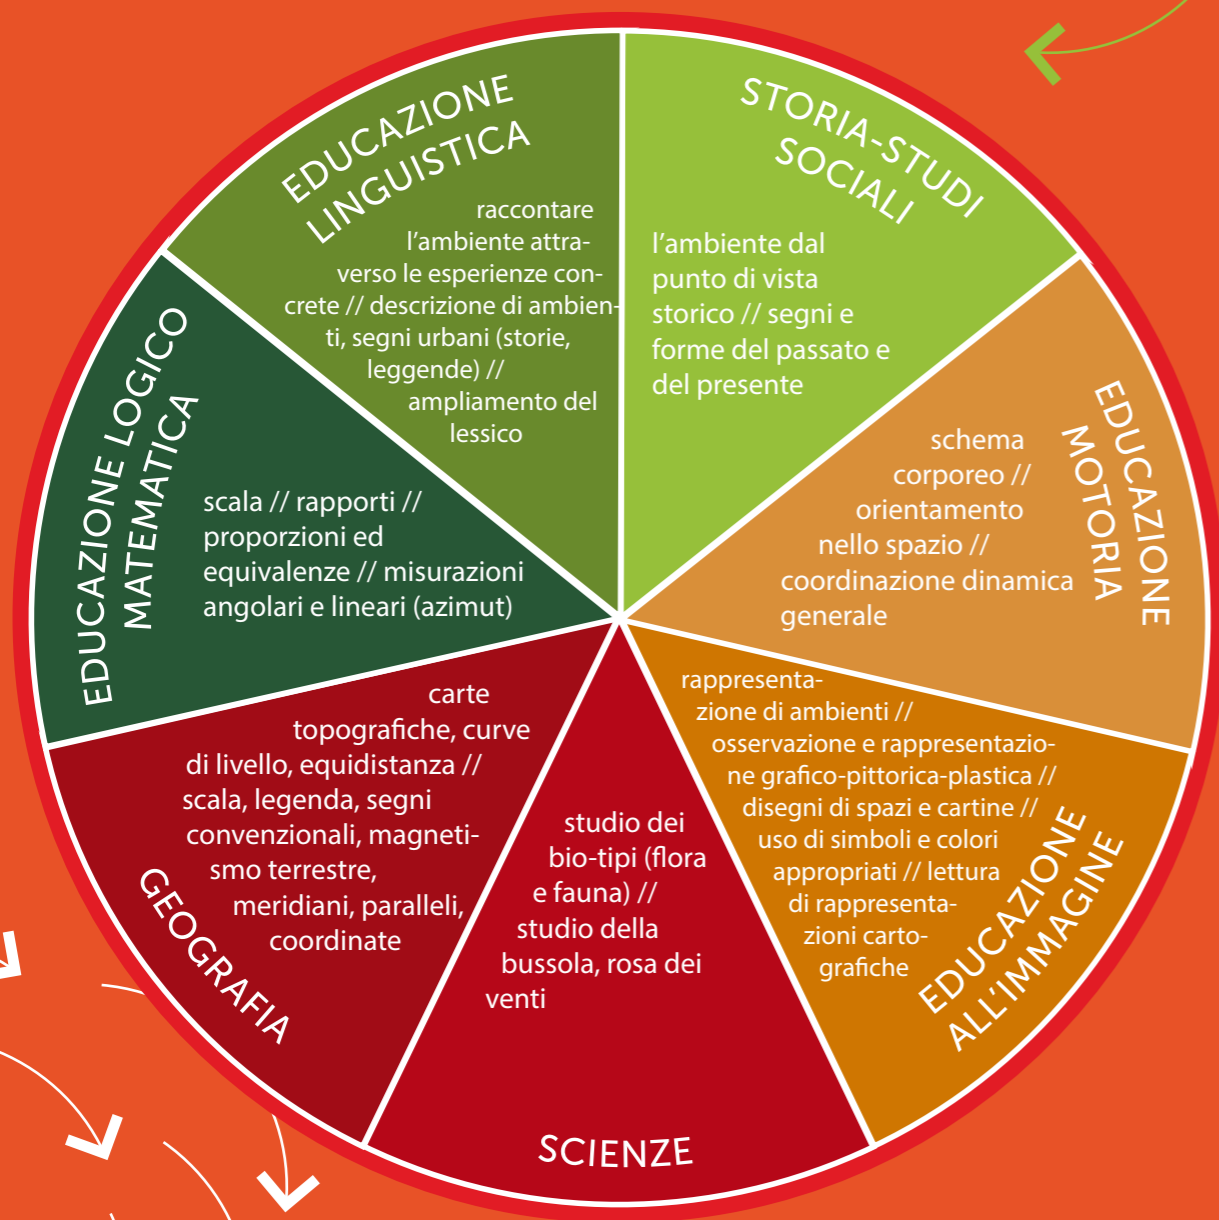 EDUCAZIONE
LINGUISTICA
raccontare
l'ambiente attra-
verso le esperienze con-
crete // descrizione di ambien-
ti, segni urbani (storie,
leggende) //
ampliamento del
lessico
STORIA-STUDI
SOCIALI
l'ambiente dal
punto di vista
storico // segni e
forme del passato e
del presente
EDUCAZIONE
MOTORIA
schema
corporeo //
orientamento
nello spazio //
coordinazione dinamica
generale
EDUCAZIONE
ALL'IMMAGINE
rappresenta-
zione di ambienti //
osservazione e rappresentazio-
ne grafico-pittorica-plastica //
disegni di spazi e cartine //
uso di simboli e colori
appropriati // lettura
di rappresenta-
zioni carto-
grafiche
SCIENZE
studio dei
bio-tipi (flora
e fauna) //
studio della
bussola, rosa dei
venti
GEOGRAFIA
carte
topografiche, curve
di livello, equidistanza //
scala, legenda, segni
convenzionali, magneti-
smo terrestre,
meridiani, paralleli,
coordinate
EDUCAZIONE LOGICO
MATEMATICA
scala // rapporti //
proporzioni ed
equivalenze // misurazioni
angolari e lineari (azimut)